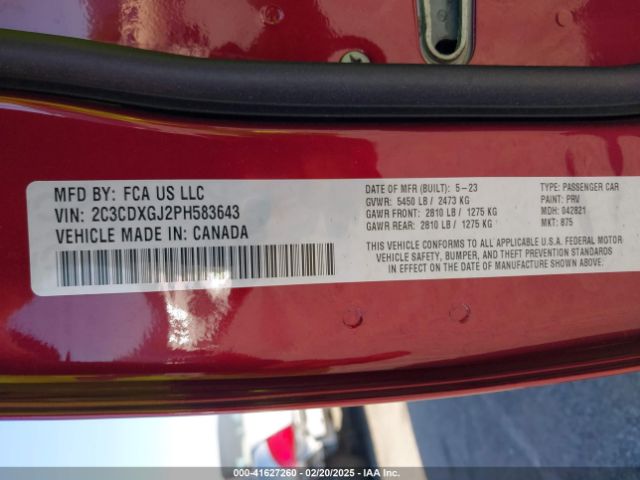 MFD BY: FCA US LLC
VIN: 2C3CDXGJ2PH583643
VEHICLE MADE IN: CANADA
DATE OF MFR (BUILT): 5-23
GVWR: 5450 LB / 2473 KG
GAWR FRONT: 2810 LB / 1275 KG
GAWR REAR: 2810 LB / 1275 KG
TYPE: PASSENGER CAR
PAINT: PRV
MDH: 042821
MKT: 875
THIS VEHICLE CONFORMS TO ALL APPLICABLE U.S.A. FEDERAL MOTOR
VEHICLE SAFETY, BUMPER, AND THEFT PREVENTION STANDARDS
IN EFFECT ON THE DATE OF MANUFACTURE SHOWN ABOVE.
000-41627260 - 02/20/2025 - IAA Inc.